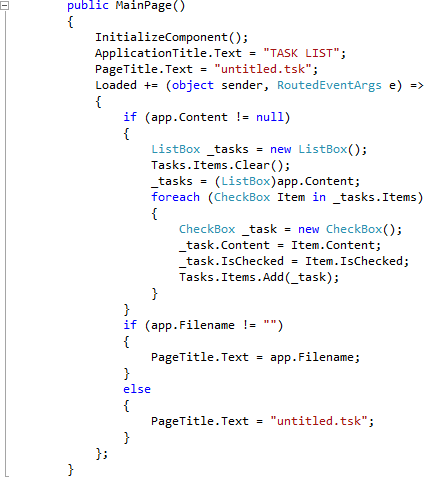 public MainPage()
{
InitializeComponent();
ApplicationTitle.Text = "TASK LIST";
PageTitle.Text = "untitled.tsk";
Loaded += (object sender, RoutedEventArgs e) =>
{
if (app.Content != null)
{
ListBox _tasks = new ListBox();
Tasks.Items.Clear();
_tasks = (ListBox)app.Content;
foreach (CheckBox Item in _tasks.Items)
{
CheckBox _task = new CheckBox();
_task.Content = Item.Content;
_task.IsChecked = Item.IsChecked;
Tasks.Items.Add(_task);
}
}
if (app.Filename != "")
{
PageTitle.Text = app.Filename;
}
else
{
PageTitle.Text = "untitled.tsk";
}
};
}